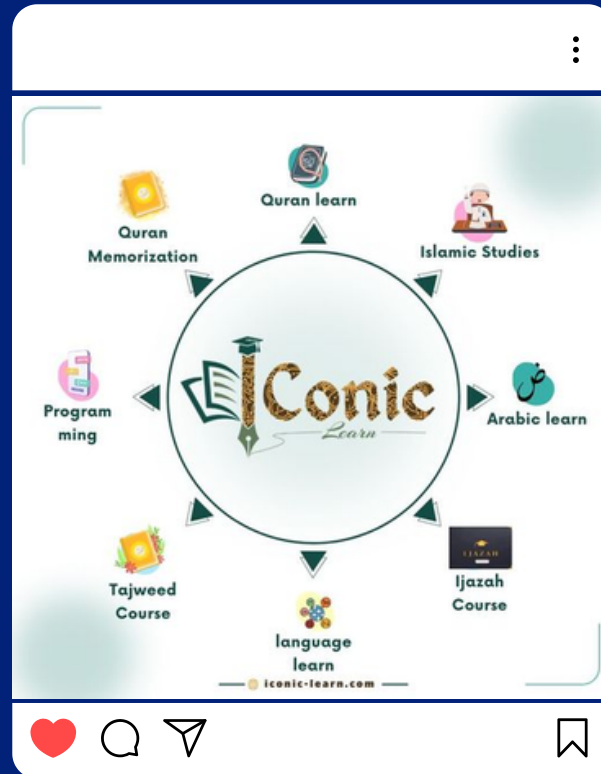 Quran learn
Quran
Memorization
Islamic Studies
IConic
Learn
Program
ming
ض
Arabic learn
IJAZAH
Tajweed
Course
Ijazah
Course
language
learn
iconic-learn.com